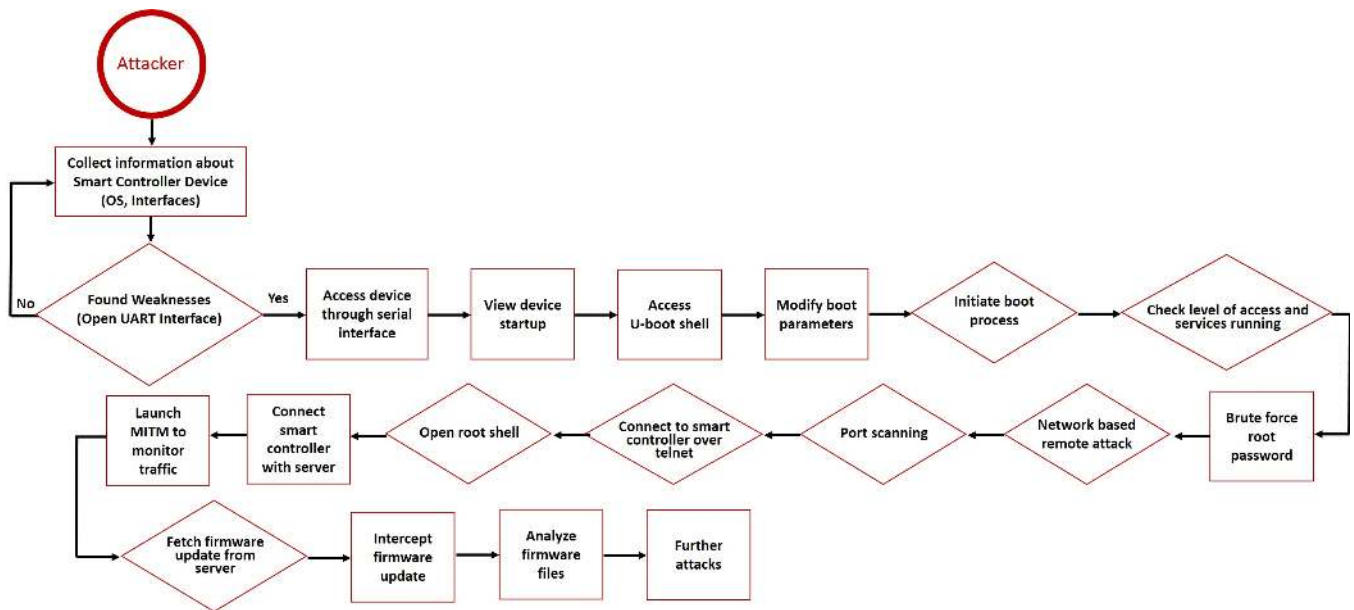 Attacker
Collect information about
Smart Controller Device
(OS, Interfaces)
No
Found Weaknesses
(Open UART Interface)
Yes
Access device
through serial
interface
View device
startup
Access
U-boot shell
Modify boot
parameters
Initiate boot
process
Check level of access and
services running
Brute force
root
password
Network based
remote attack
Port scanning
Connect to smart
controller over
telnet
Open root shell
Connect
smart
controller
with server
Launch
MITM to
monitor
traffic
Fetch firmware
update from
server
Intercept
firmware
update
Analyze
firmware
files
Further
attacks